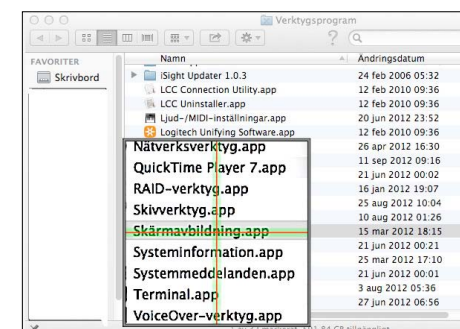 Verktygsprogram
?
FAVORITER
Skrivbord
Namn
Ändringsdatum
iSight Updater 1.0.3 24 feb 2006 05:32
LCC Connection Utility.app 12 feb 2010 09:36
LCC Uninstaller.app 12 feb 2010 09:36
Ljud-/MIDI-inställningar.app 20 jun 2012 23:52
Logitech Unifying Software.app 12 feb 2010 09:36
Nätverksverktyg.app 26 apr 2012 16:30
11 sep 2012 09:16
QuickTime Player 7.app 21 jun 2012 00:02
RAID-verktyg.app 16 jan 2012 19:07
Skivverktyg.app 25 aug 2012 10:04
10 aug 2012 01:26
Skärmavbildning.app 15 mar 2012 18:15
Systeminformation.app 21 jun 2012 00:21
25 mar 2012 17:10
Systemmeddelanden.app 21 jun 2012 00:01
Terminal.app 3 aug 2012 05:36
VoiceOver-verktyg.app 27 jun 2012 06:56